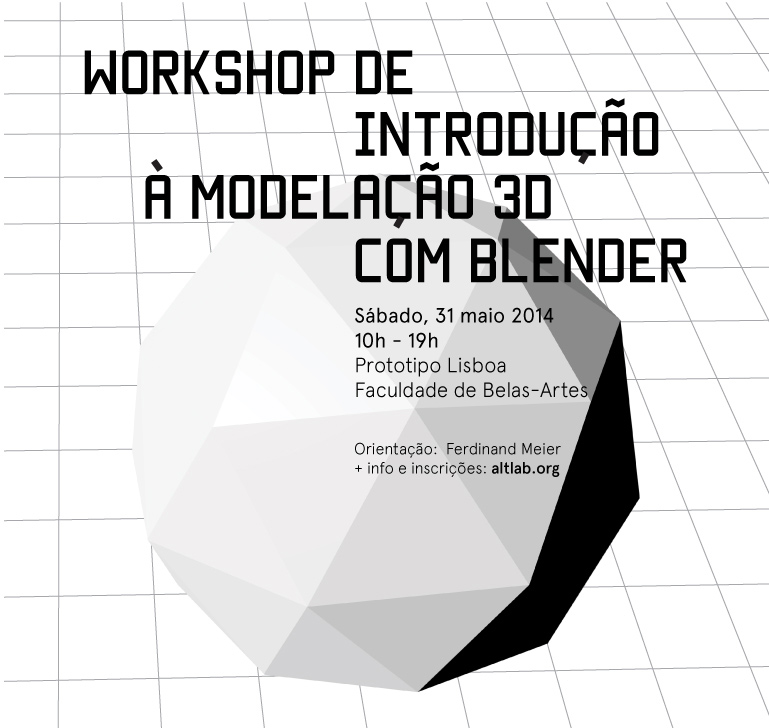 WORKSHOP DE
INTRODUÇÃO
À MODELAÇÃO 3D
COM BLENDER
Sábado, 31 maio 2014
10h - 19h
Prototipo Lisboa
Faculdade de Belas-Artes
Orientação: Ferdinand Meier
+ info e inscrições: altlab.org